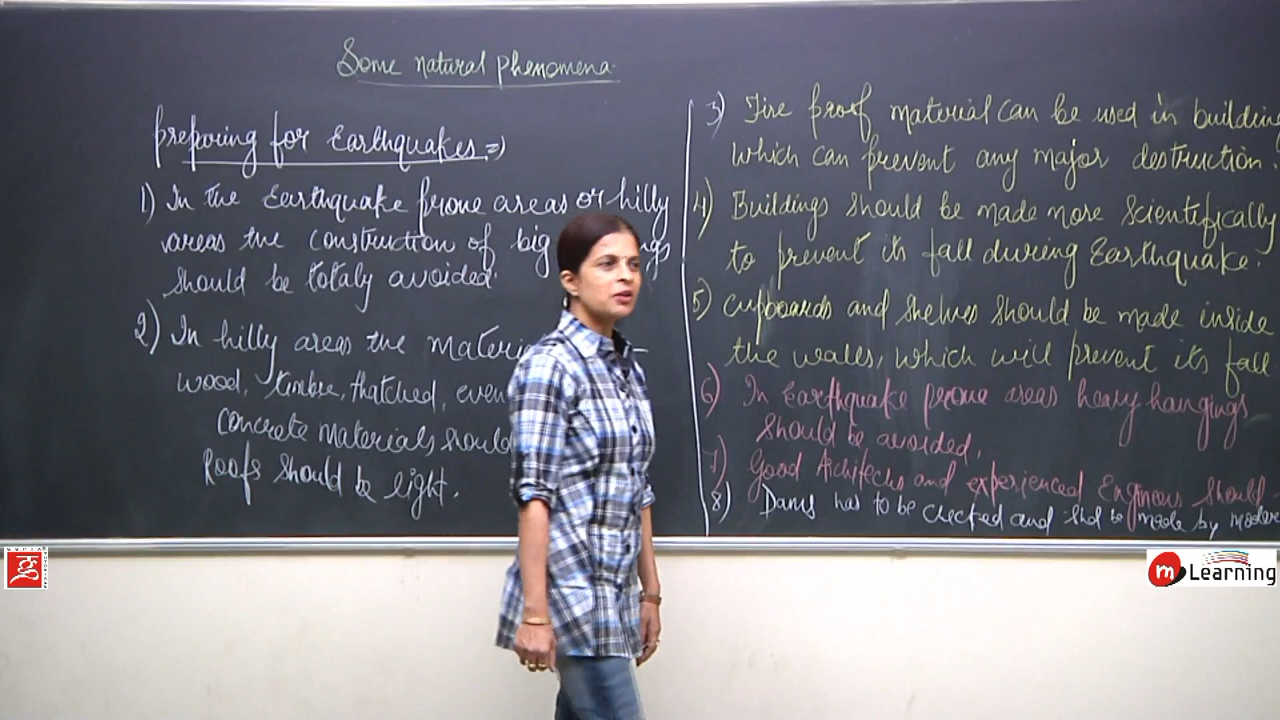 Some natural phenomena.
preparing for Earthquakes =)
1) In the Earthquake prone areas or hilly
areas the construction of big
should be totaly avoided.
2) In hilly areas the
wood, timbre, thatched, even
concrete materials, should
Roofs should be light.
3) Fire proof material can be used in building
which can prevent any major destruction.
4) Buildings should be made more scientifically
to prevent its fall during Earthquake.
5) Cupboards and shelves should be made inside
the walls, which will prevent its fall
6) In Earthquake prone areas heavy hangings
should be avoided.
7) Good Architects and experienced Engineers should
8) Dams has to be checked and shd be made by
m Learning